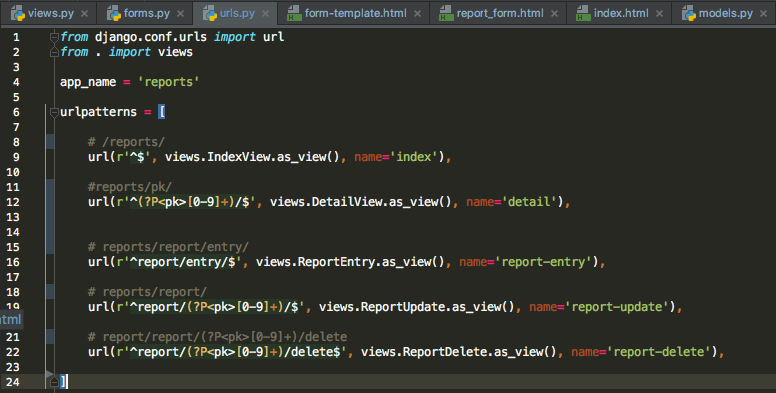 views.py × forms.py × urls.py × form-template.html × report_form.html × index.html × models.py ×
1 from django.conf.urls import url
2 from . import views
3
4 app_name = 'reports'
5
6 urlpatterns = [
7
8 # /reports/
9 url(r'^$', views.IndexView.as_view(), name='index'),
10
11 #reports/pk/
12 url(r'^(?P<pk>[0-9]+)/$', views.DetailView.as_view(), name='detail'),
13
14
15 # reports/report/entry/
16 url(r'^report/entry/$', views.ReportEntry.as_view(), name='report-entry'),
17
18 # reports/report/
19 url(r'^report/(?P<pk>[0-9]+)/$', views.ReportUpdate.as_view(), name='report-update'),
html
21 # report/report/(?P<pk>[0-9]+)/delete
22 url(r'^report/(?P<pk>[0-9]+)/delete$', views.ReportDelete.as_view(), name='report-delete'),
23
24 ]